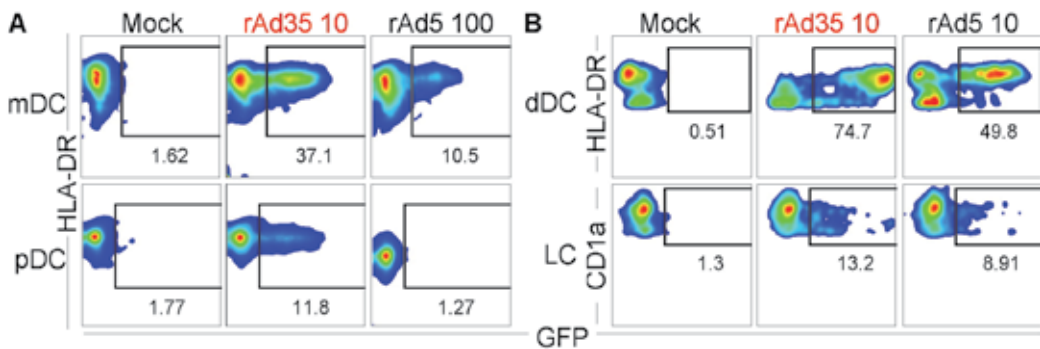 A Mock rAd35 10 rAd5 100
mDC
1.62 37.1 10.5
HLA-DR
pDC
1.77 11.8 1.27
B Mock rAd35 10 rAd5 10
dDC
HLA-DR
0.51 74.7 49.8
LC
CD1a
1.3 13.2 8.91
GFP